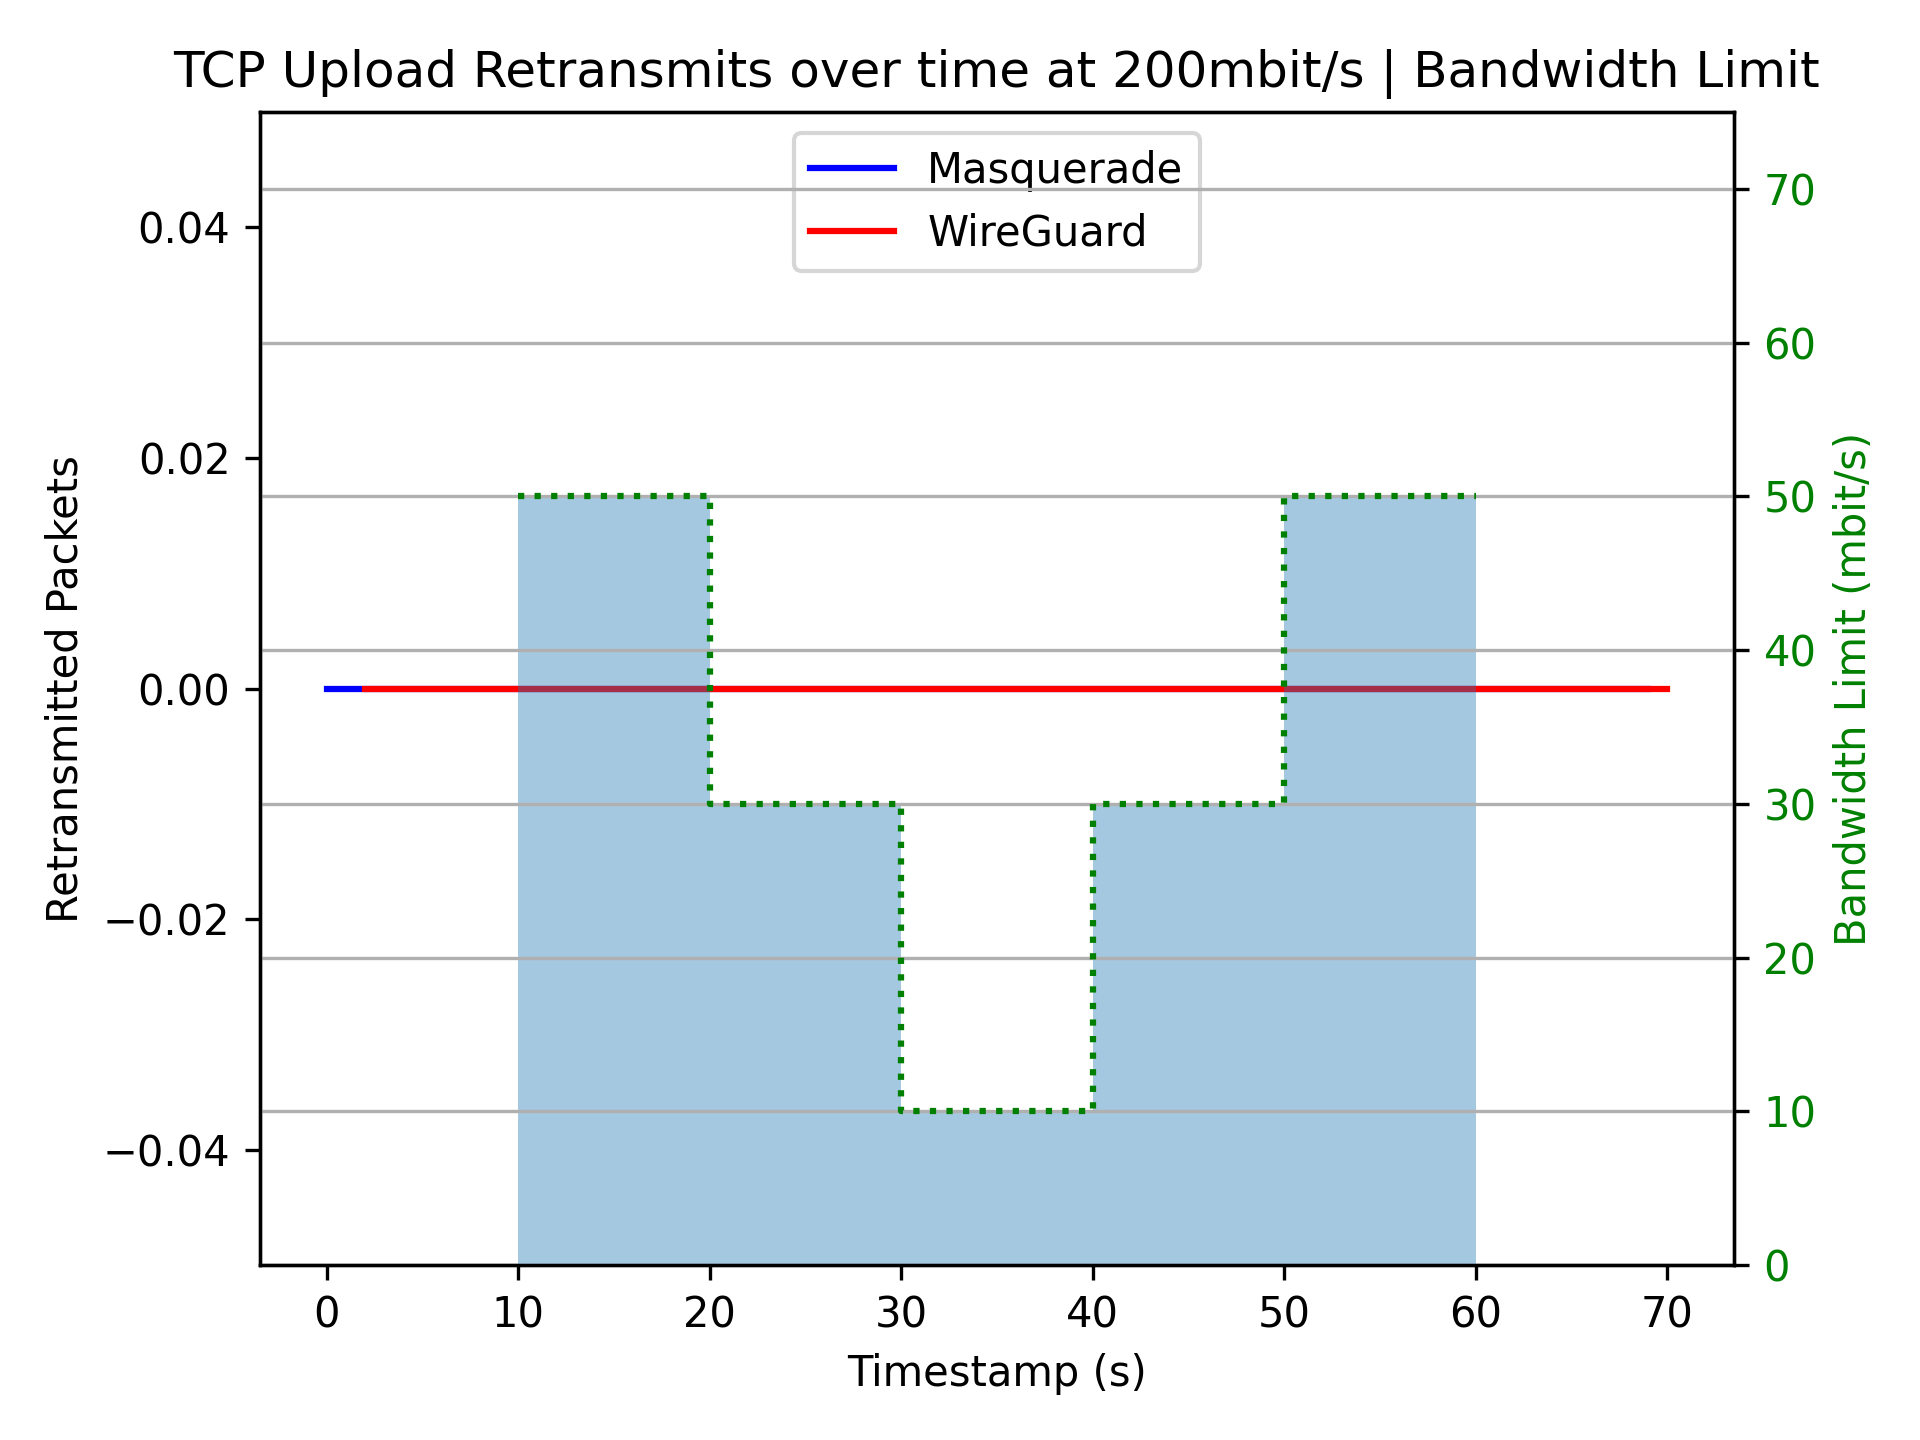 TCP Upload Retransmits over time at 200mbit/s | Bandwidth Limit
Masquerade
WireGuard
Retransmitted Packets
0.04
0.02
0.00
−0.02
−0.04
70
60
50
40
30
20
10
0
Bandwidth Limit (mbit/s)
0 10 20 30 40 50 60 70
Timestamp (s)